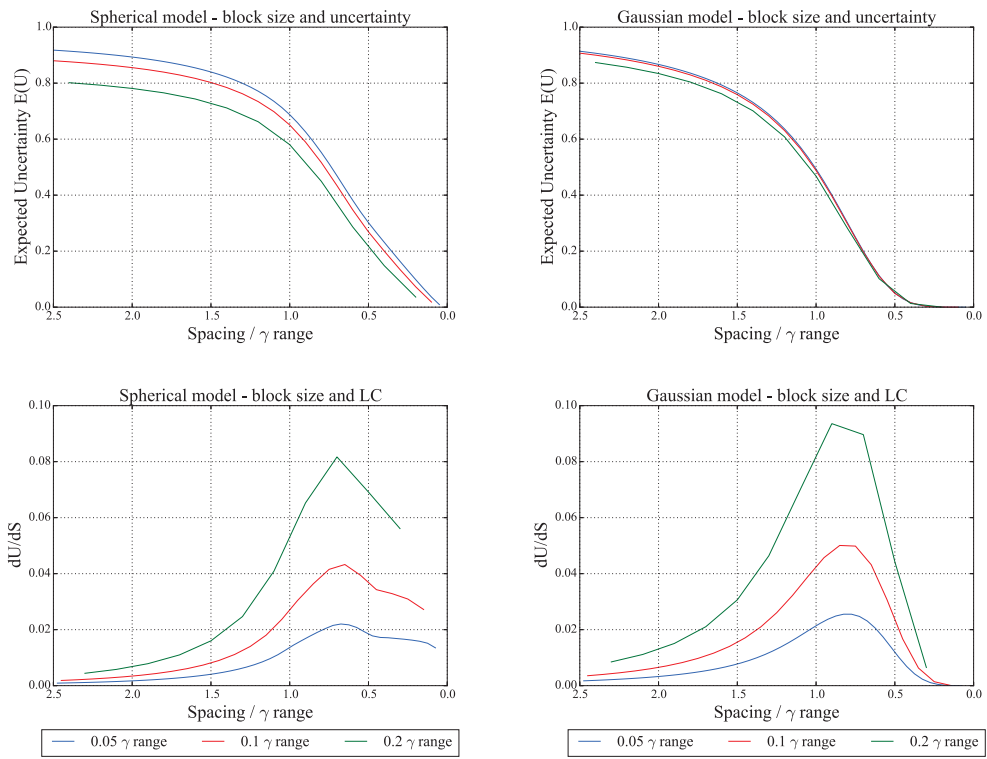 Spherical model - block size and uncertainty
1.0
0.8
0.6
0.4
0.2
0.0
Expected Uncertainty E(U)
2.5 2.0 1.5 1.0 0.5 0.0
Spacing / γ range
Gaussian model - block size and uncertainty
1.0
0.8
0.6
0.4
0.2
0.0
Expected Uncertainty E(U)
2.5 2.0 1.5 1.0 0.5 0.0
Spacing / γ range
Spherical model - block size and LC
0.10
0.08
0.06
0.04
0.02
0.00
dU/dS
2.5 2.0 1.5 1.0 0.5 0.0
Spacing / γ range
0.05 γ range 0.1 γ range 0.2 γ range
Gaussian model - block size and LC
0.10
0.08
0.06
0.04
0.02
0.00
dU/dS
2.5 2.0 1.5 1.0 0.5 0.0
Spacing / γ range
0.05 γ range 0.1 γ range 0.2 γ range